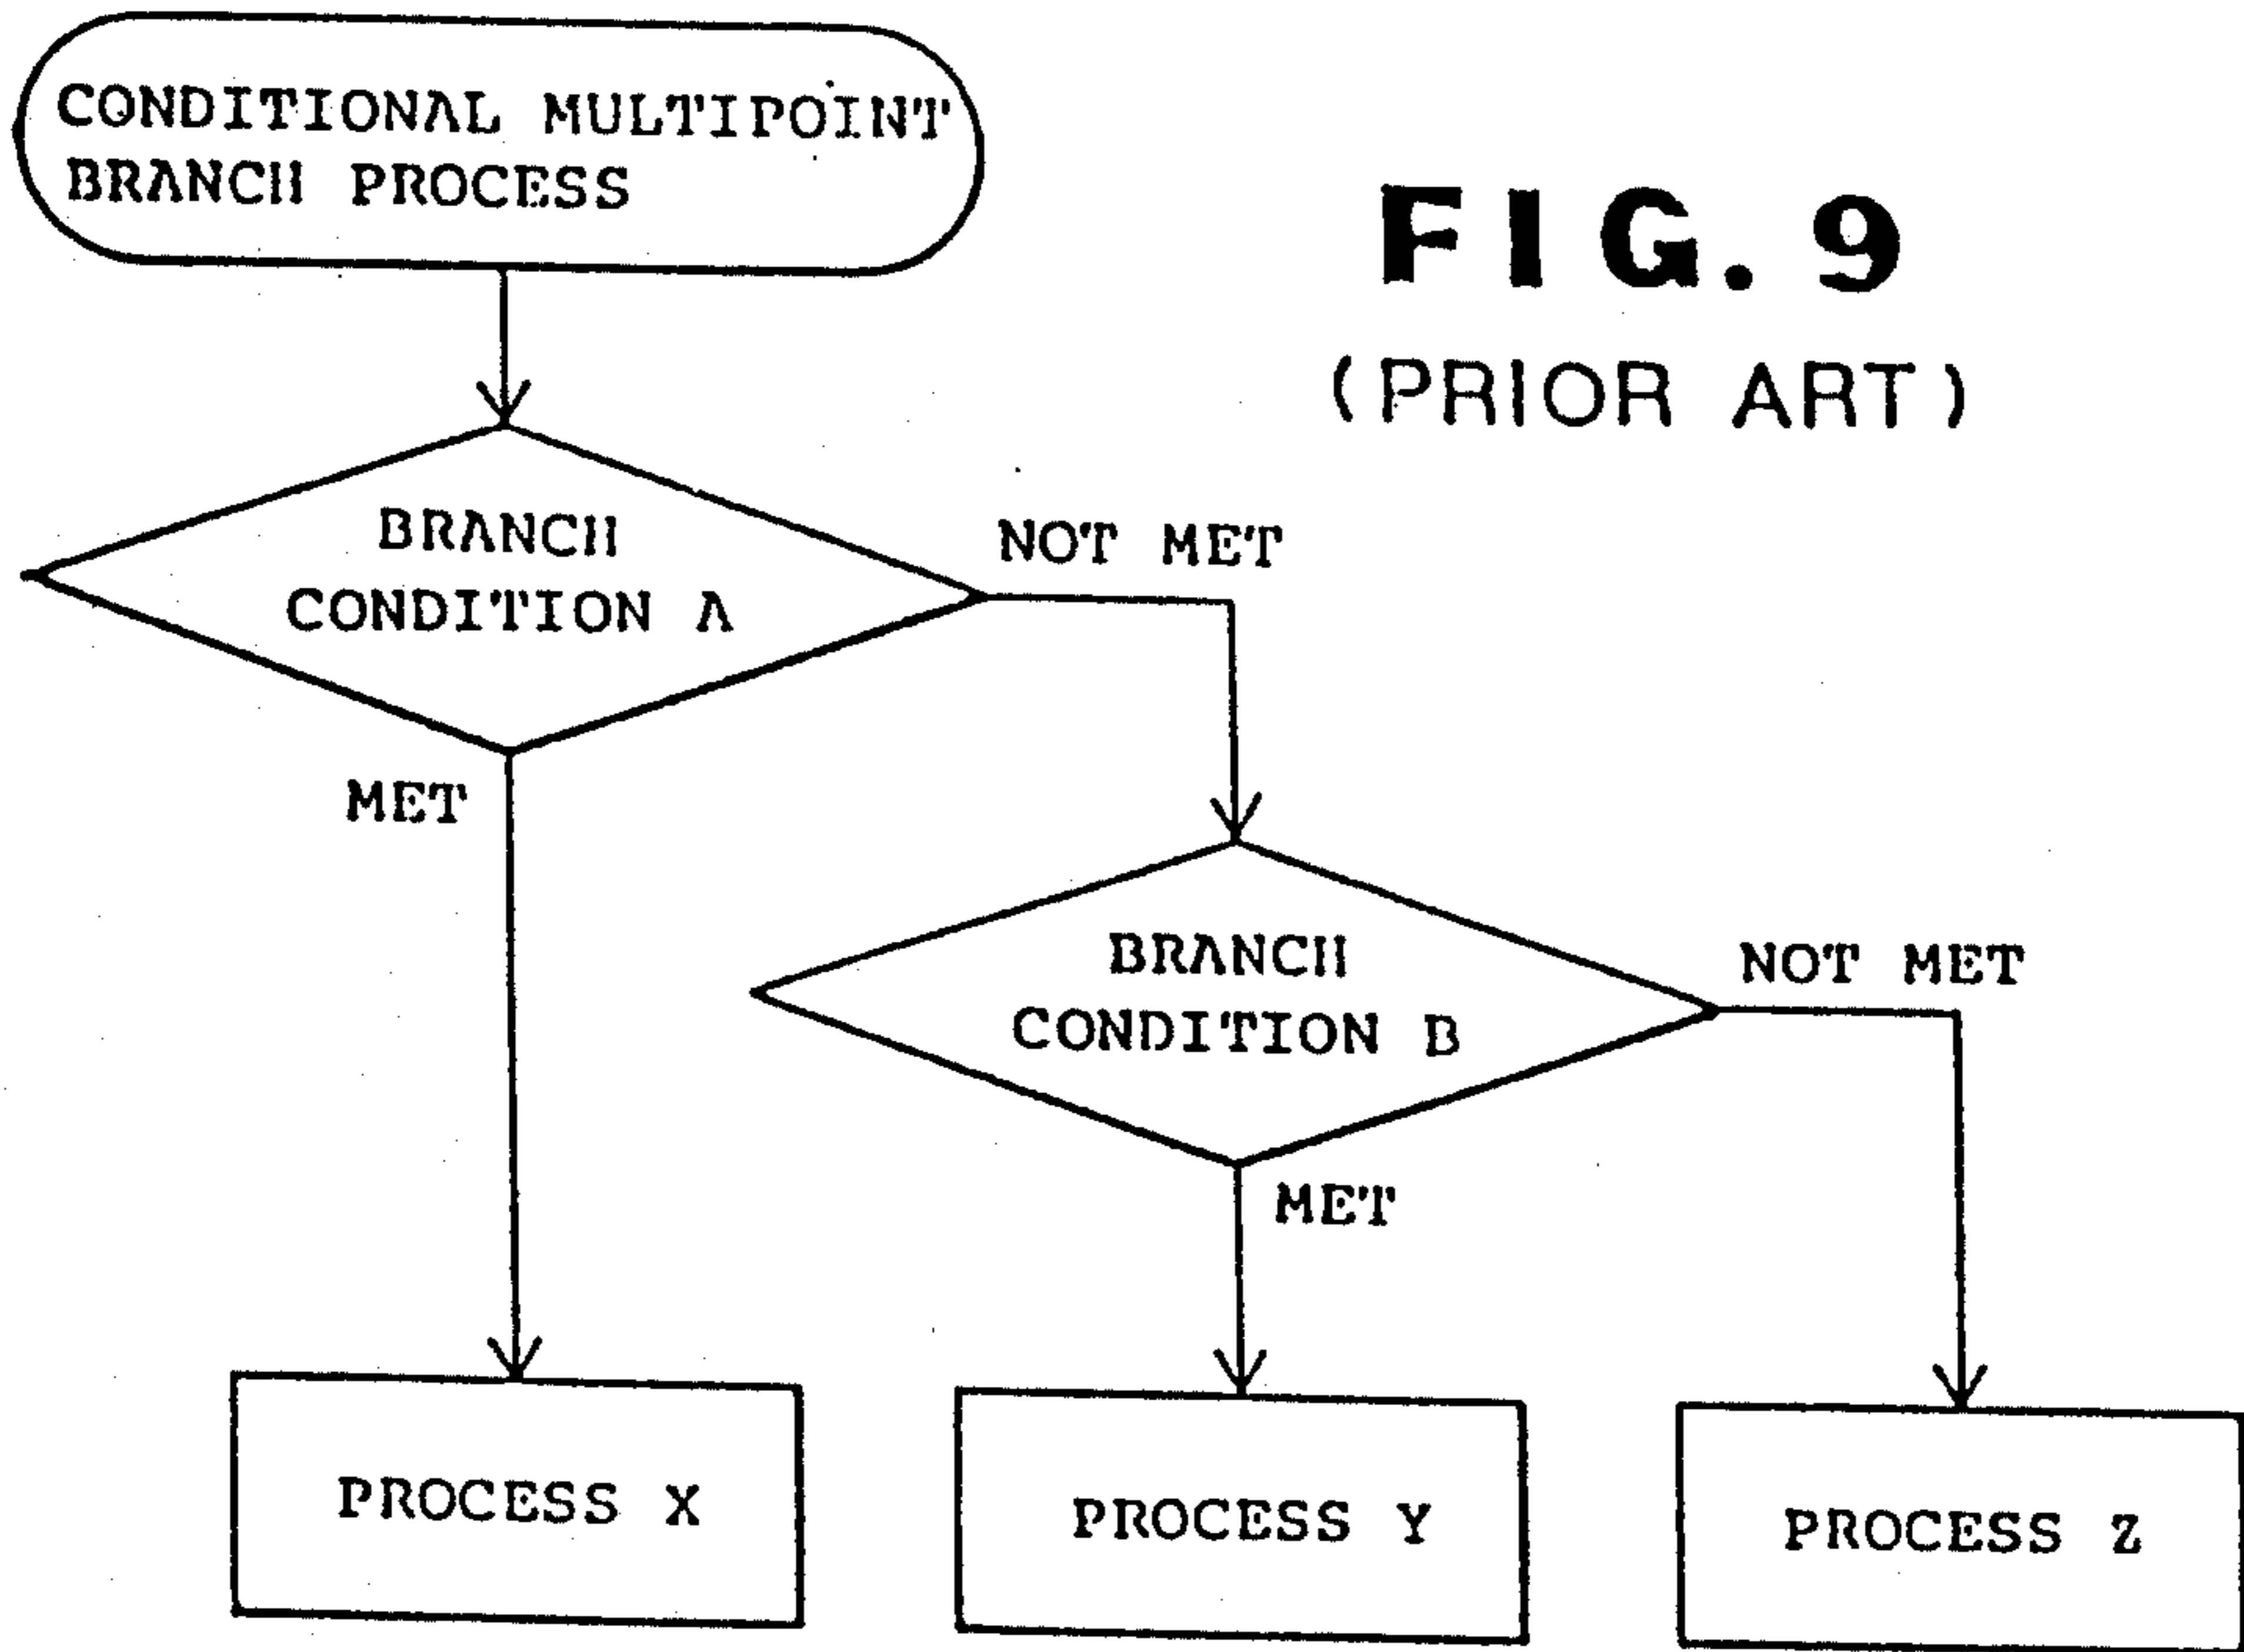 CONDITIONAL MULTIPOINT
BRANCH PROCESS
FIG. 9
(PRIOR ART)
BRANCH
CONDITION A
NOT MET
MET
BRANCH
CONDITION B
NOT MET
MET
PROCESS X
PROCESS Y
PROCESS Z